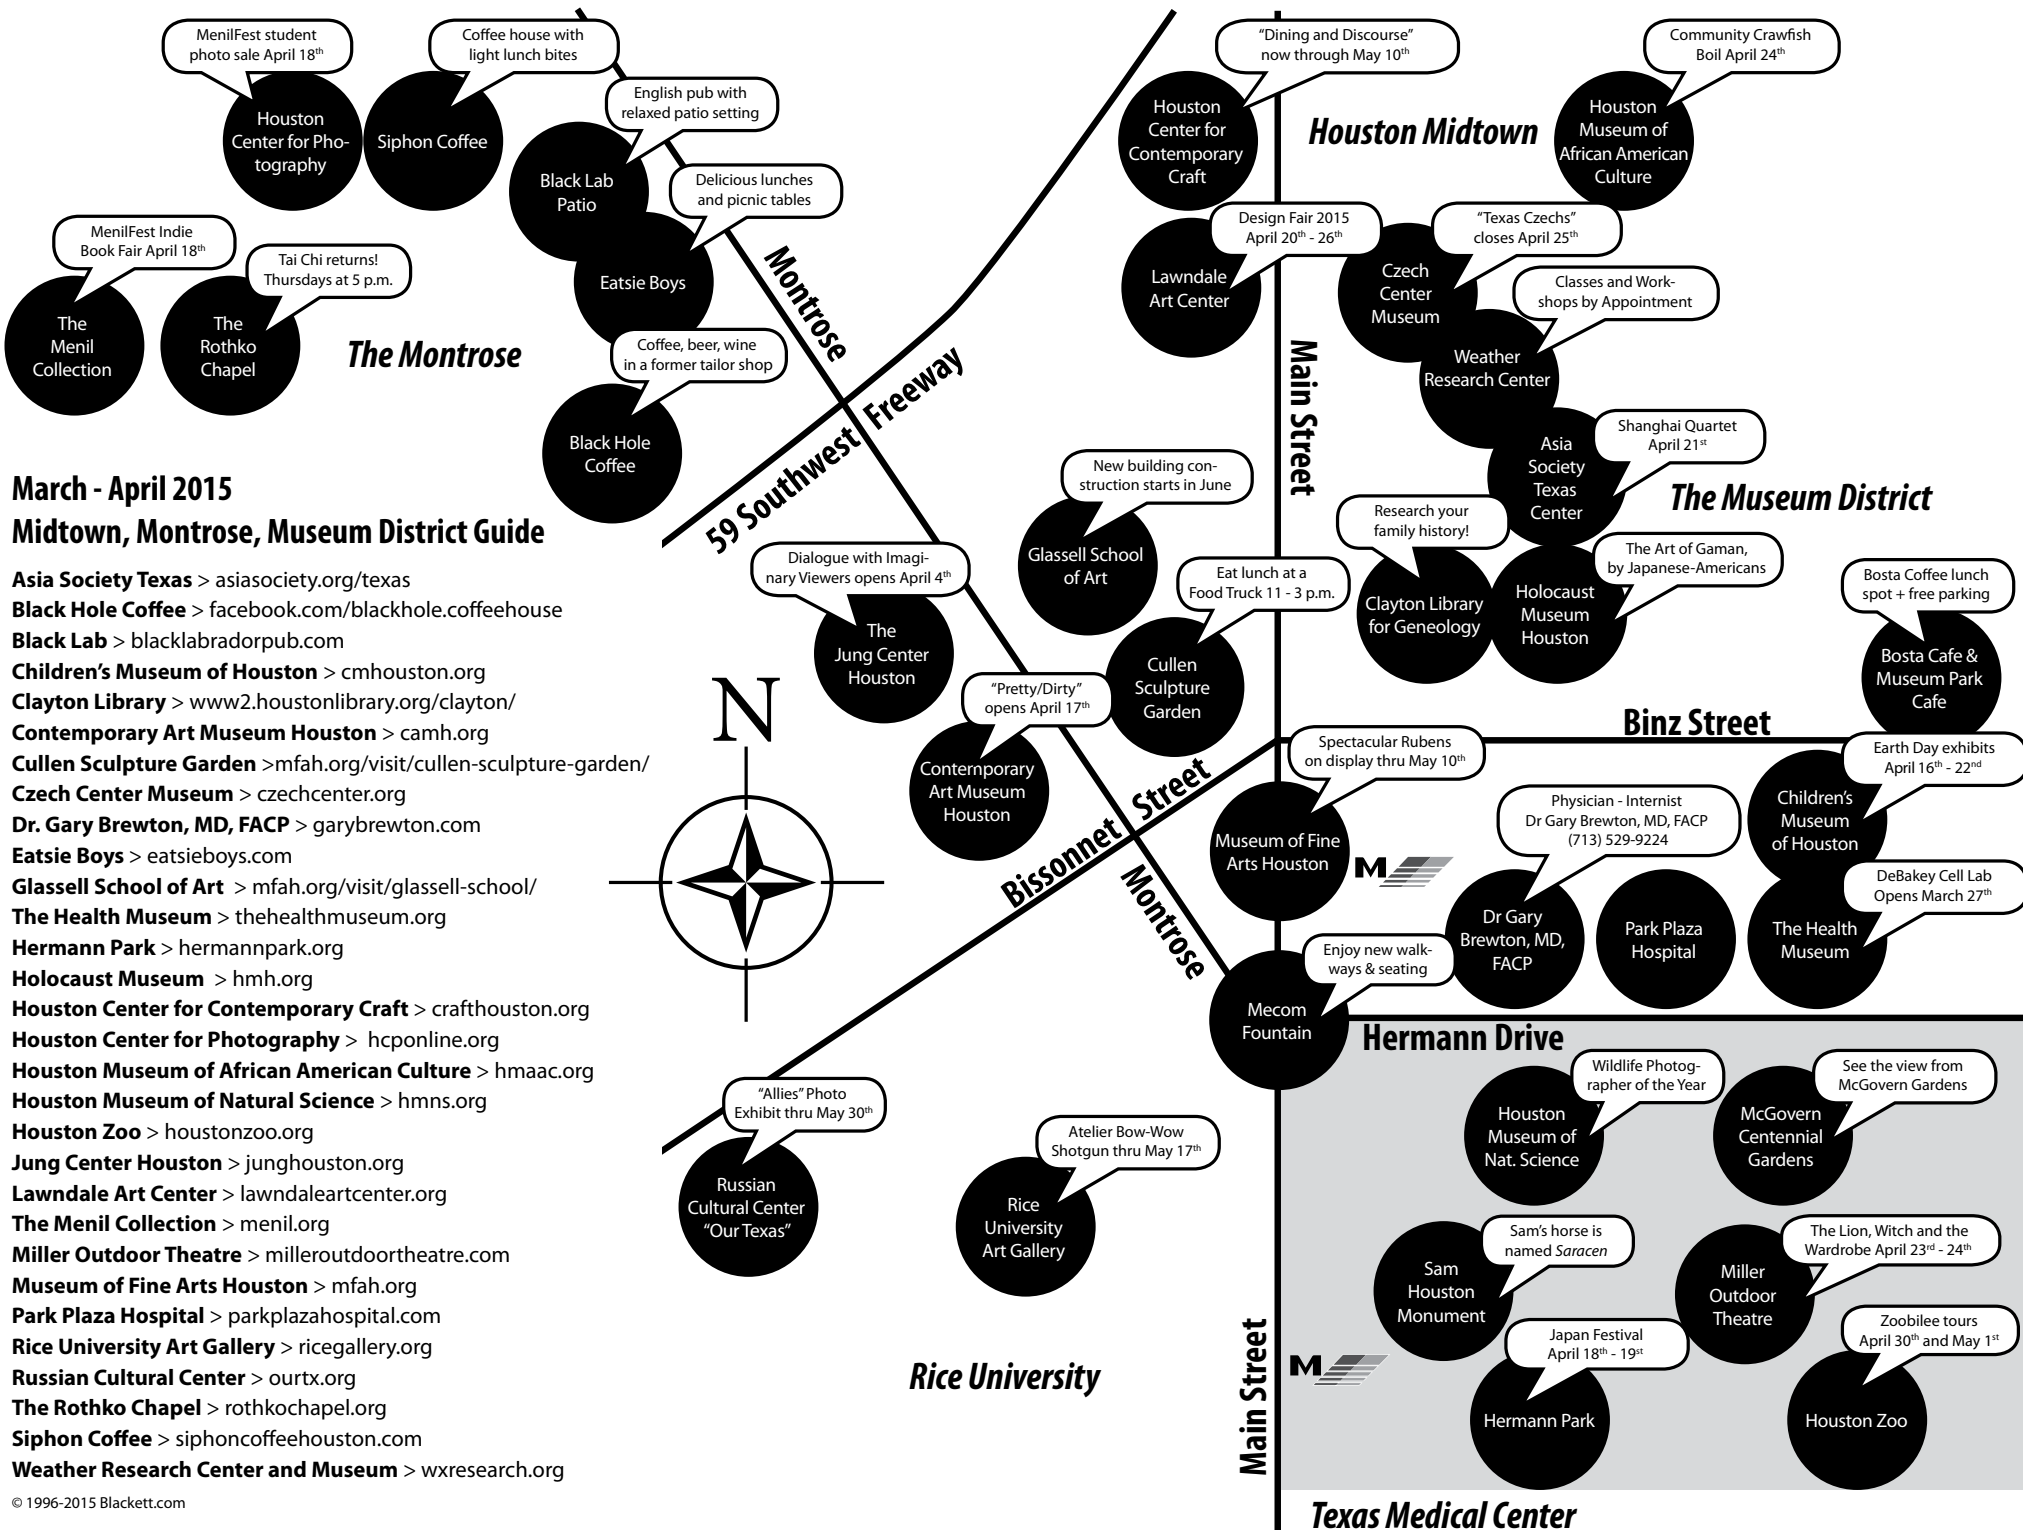 MenilFest student
photo sale April 18th
Houston
Center for Pho-
tography
Coffee house with
light lunch bites
Siphon Coffee
English pub with
relaxed patio setting
Black Lab
Patio
Delicious lunches
and picnic tables
Eatsie Boys
MenilFest Indie
Book Fair April 18th
The
Menil
Collection
Tai Chi returns!
Thursdays at 5 p.m.
The
Rothko
Chapel
The Montrose
Coffee, beer, wine
in a former tailor shop
Black Hole
Coffee
Montrose
59 Southwest Freeway
"Dining and Discourse"
now through May 10th
Houston
Center for
Contemporary
Craft
Houston Midtown
Community Crawfish
Boil April 24th
Houston
Museum of
African American
Culture
Design Fair 2015
April 20th - 26th
Lawndale
Art Center
"Texas Czechs"
closes April 25th
Czech
Center
Museum
Classes and Work-
shops by Appointment
Weather
Research Center
Main Street
Shanghai Quartet
April 21st
Asia
Society
Texas
Center
The Museum District
New building con-
struction starts in June
Glassell School
of Art
Research your
family history!
Clayton Library
for Geneology
The Art of Gaman,
by Japanese-Americans
Holocaust
Museum
Houston
Bosta Coffee lunch
spot + free parking
Bosta Cafe &
Museum Park
Cafe
Dialogue with Imagi-
nary Viewers opens April 4th
The
Jung Center
Houston
Eat lunch at a
Food Truck 11 - 3 p.m.
Cullen
Sculpture
Garden
"Pretty/Dirty"
opens April 17th
Contemporary
Art Museum
Houston
Binz Street
Bissonnet Street
Montrose
Spectacular Rubens
on display thru May 10th
Museum of Fine
Arts Houston
M
Physician - Internist
Dr Gary Brewton, MD, FACP
(713) 529-9224
Dr Gary
Brewton, MD,
FACP
Park Plaza
Hospital
Earth Day exhibits
April 16th - 22nd
Children's
Museum
of Houston
DeBakey Cell Lab
Opens March 27th
The Health
Museum
Enjoy new walk-
ways & seating
Mecom
Fountain
Hermann Drive
Wildlife Photog-
rapher of the Year
Houston
Museum of
Nat. Science
See the view from
McGovern Gardens
McGovern
Centennial
Gardens
Sam's horse is
named Saracen
Sam
Houston
Monument
The Lion, Witch and the
Wardrobe April 23rd - 24th
Miller
Outdoor
Theatre
Japan Festival
April 18th - 19st
Hermann Park
Zoobilee tours
April 30th and May 1st
Houston Zoo
M
Main Street
Texas Medical Center
"Allies" Photo
Exhibit thru May 30th
Russian
Cultural Center
"Our Texas"
Atelier Bow-Wow
Shotgun thru May 17th
Rice
University
Art Gallery
Rice University
N
March - April 2015
Midtown, Montrose, Museum District Guide
Asia Society Texas > asiasociety.org/texas
Black Hole Coffee > facebook.com/blackhole.coffeehouse
Black Lab > blacklabradorpub.com
Children's Museum of Houston > cmhouston.org
Clayton Library > www2.houstonlibrary.org/clayton/
Contemporary Art Museum Houston > camh.org
Cullen Sculpture Garden >mfah.org/visit/cullen-sculpture-garden/
Czech Center Museum > czechcenter.org
Dr. Gary Brewton, MD, FACP > garybrewton.com
Eatsie Boys > eatsieboys.com
Glassell School of Art > mfah.org/visit/glassell-school/
The Health Museum > thehealthmuseum.org
Hermann Park > hermannpark.org
Holocaust Museum > hmh.org
Houston Center for Contemporary Craft > crafthouston.org
Houston Center for Photography > hcponline.org
Houston Museum of African American Culture > hmaac.org
Houston Museum of Natural Science > hmns.org
Houston Zoo > houstonzoo.org
Jung Center Houston > junghouston.org
Lawndale Art Center > lawndaleartcenter.org
The Menil Collection > menil.org
Miller Outdoor Theatre > milleroutdoortheatre.com
Museum of Fine Arts Houston > mfah.org
Park Plaza Hospital > parkplazahospital.com
Rice University Art Gallery > ricegallery.org
Russian Cultural Center > ourtx.org
The Rothko Chapel > rothkochapel.org
Siphon Coffee > siphoncoffeehouston.com
Weather Research Center and Museum > wxresearch.org
© 1996-2015 Blackett.com